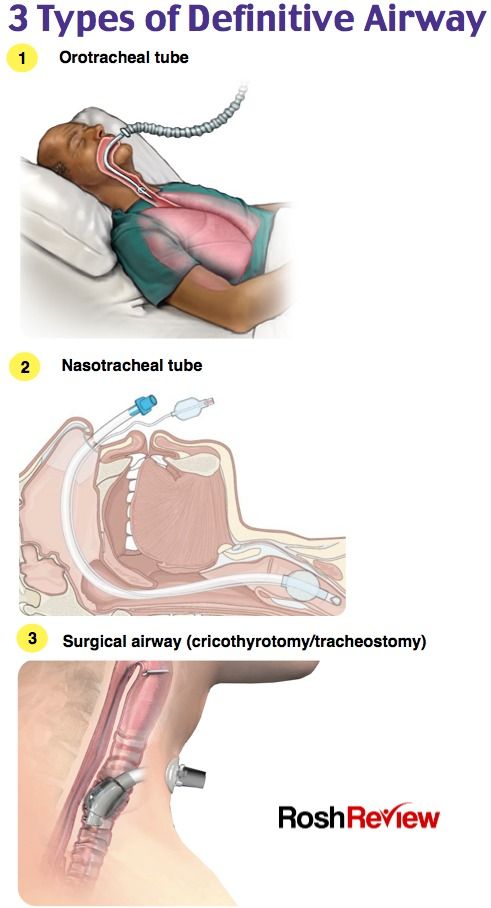 3 Types of Definitive Airway
1 Orotracheal tube
2 Nasotracheal tube
3 Surgical airway (cricothyrotomy/tracheostomy)
RoshReview